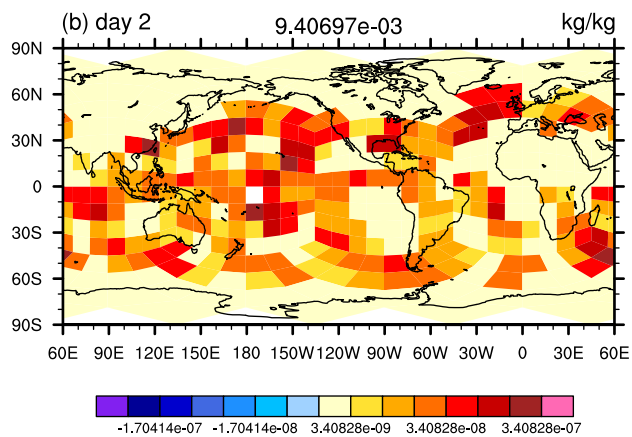 (b) day 2 9.40697e-03 kg/kg
90N
60N
30N
0
30S
60S
90S
60E 90E 120E 150E 180 150W 120W 90W 60W 30W 0 30E 60E
-1.70414e-07 -1.70414e-08 3.40828e-09 3.40828e-08 3.40828e-07